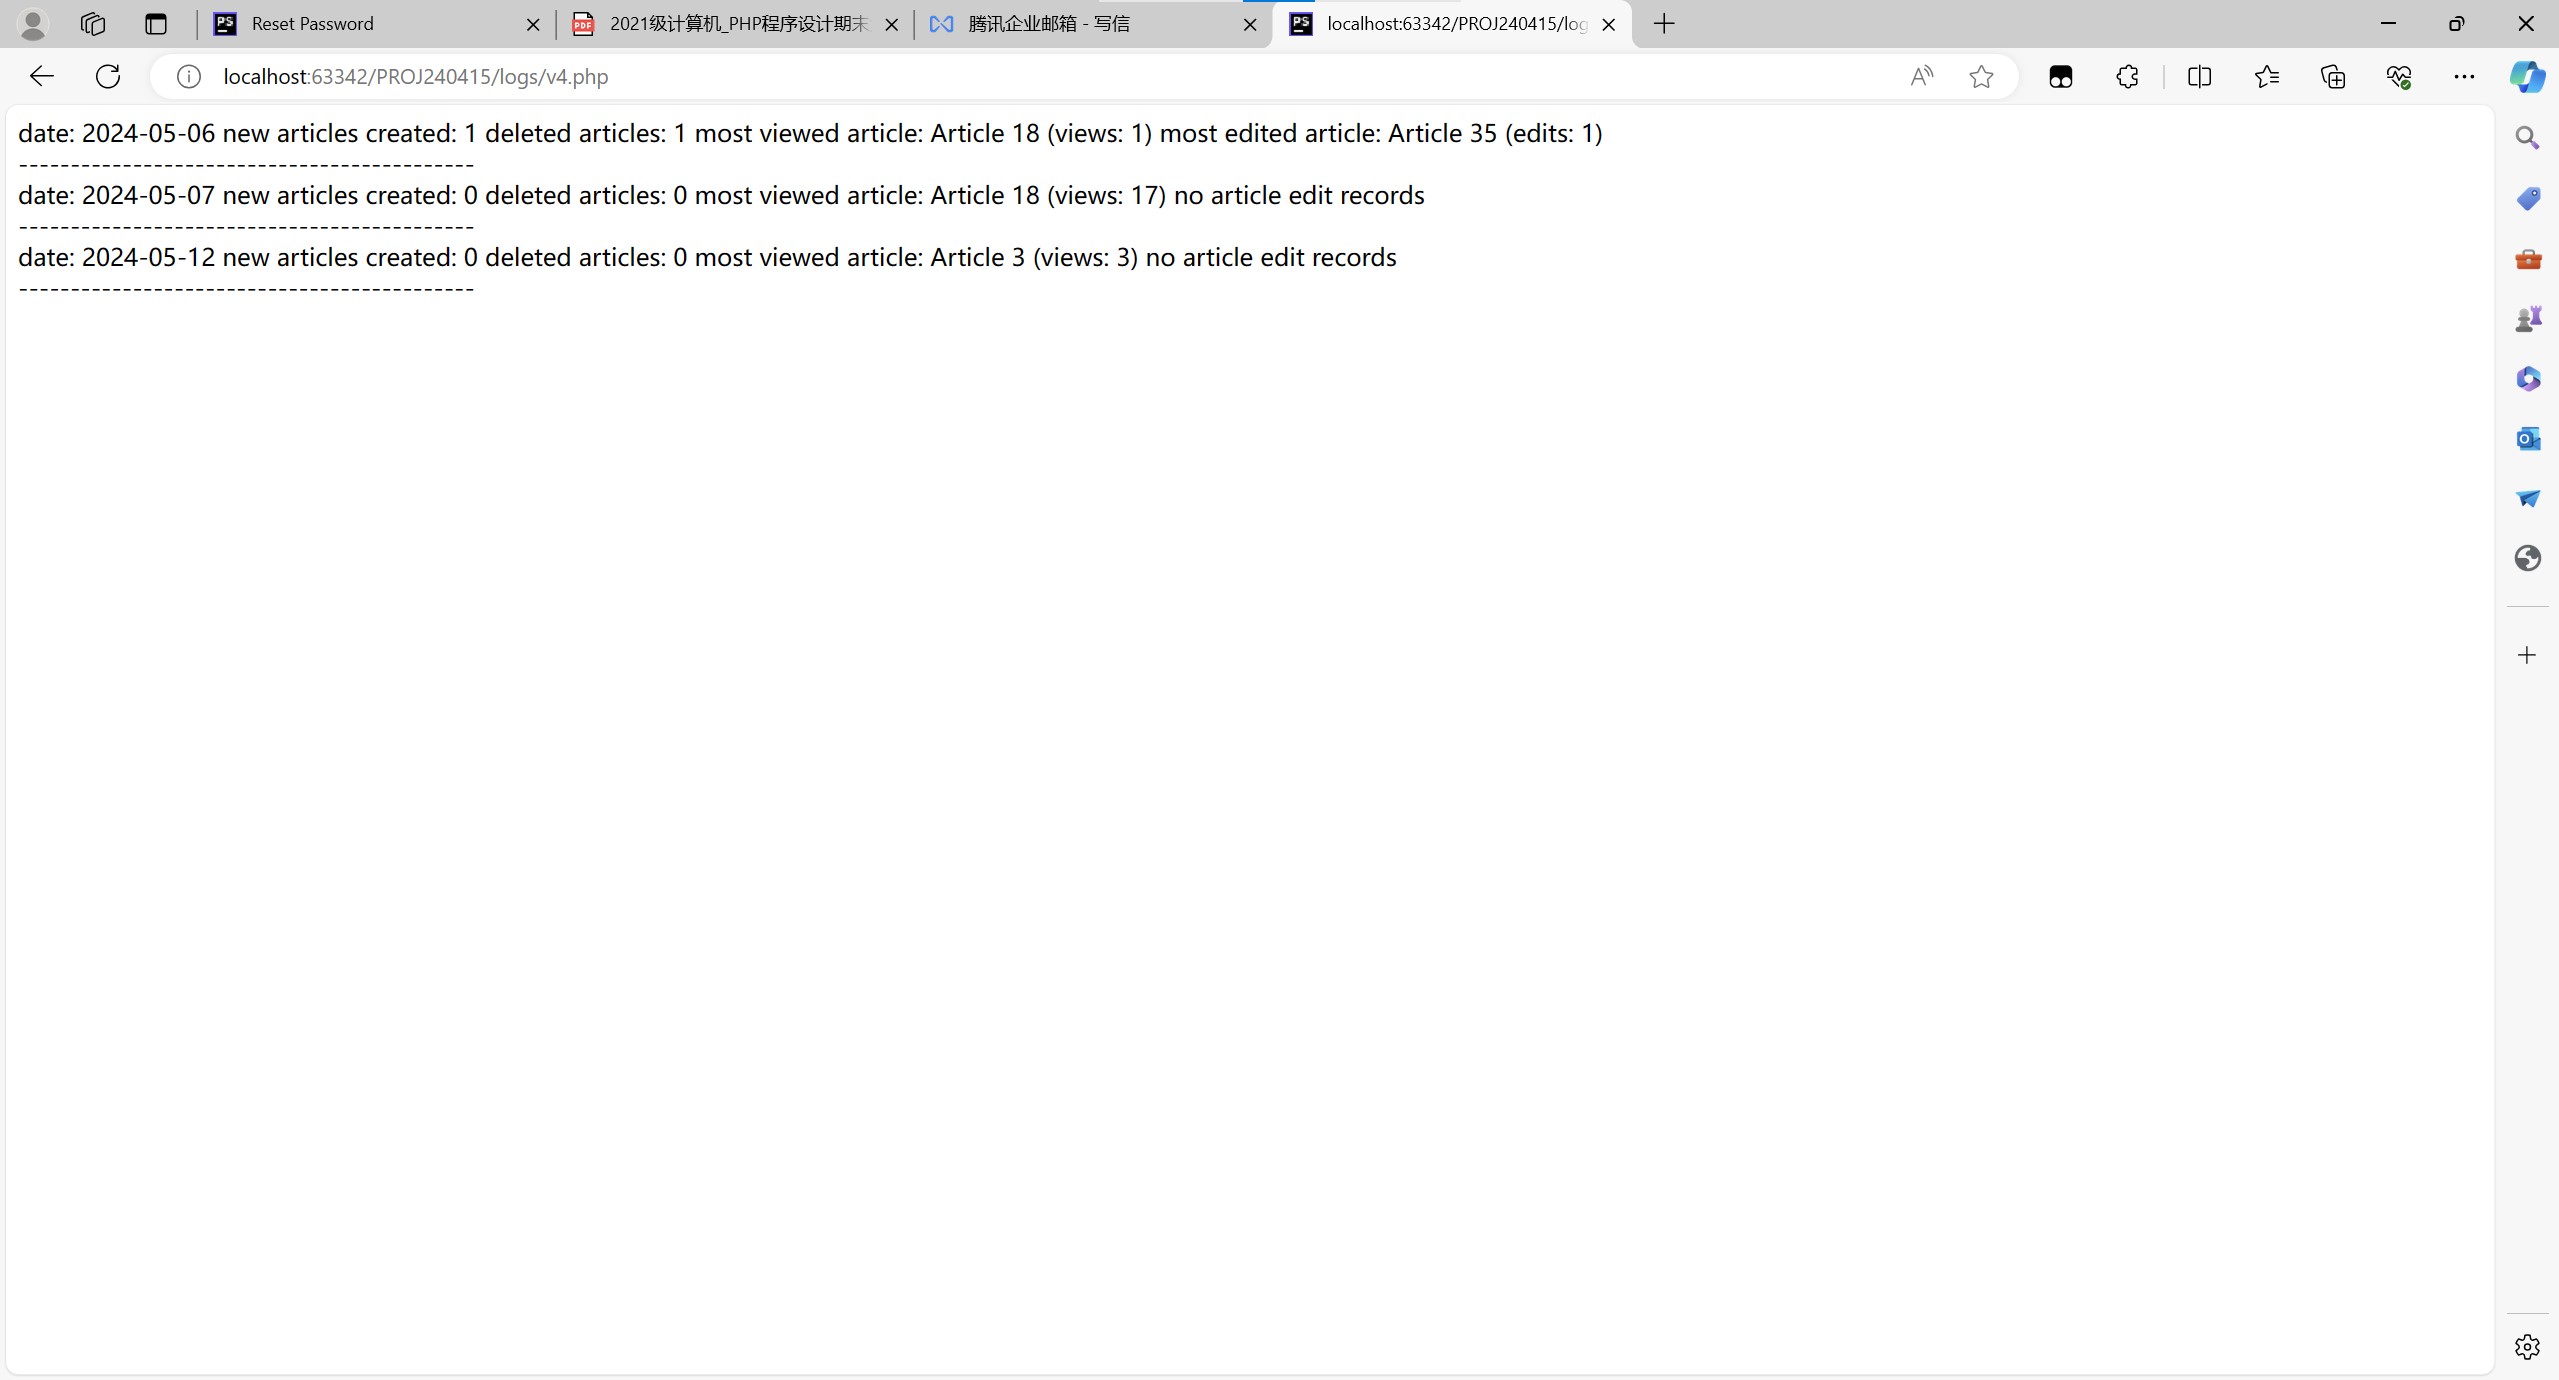 Reset Password
2021级计算机_PHP程序设计期末
腾讯企业邮箱 - 写信
localhost:63342/PROJ240415/log
localhost:63342/PROJ240415/logs/v4.php
date: 2024-05-06 new articles created: 1 deleted articles: 1 most viewed article: Article 18 (views: 1) most edited article: Article 35 (edits: 1)
--------------------------------------------
date: 2024-05-07 new articles created: 0 deleted articles: 0 most viewed article: Article 18 (views: 17) no article edit records
--------------------------------------------
date: 2024-05-12 new articles created: 0 deleted articles: 0 most viewed article: Article 3 (views: 3) no article edit records
--------------------------------------------